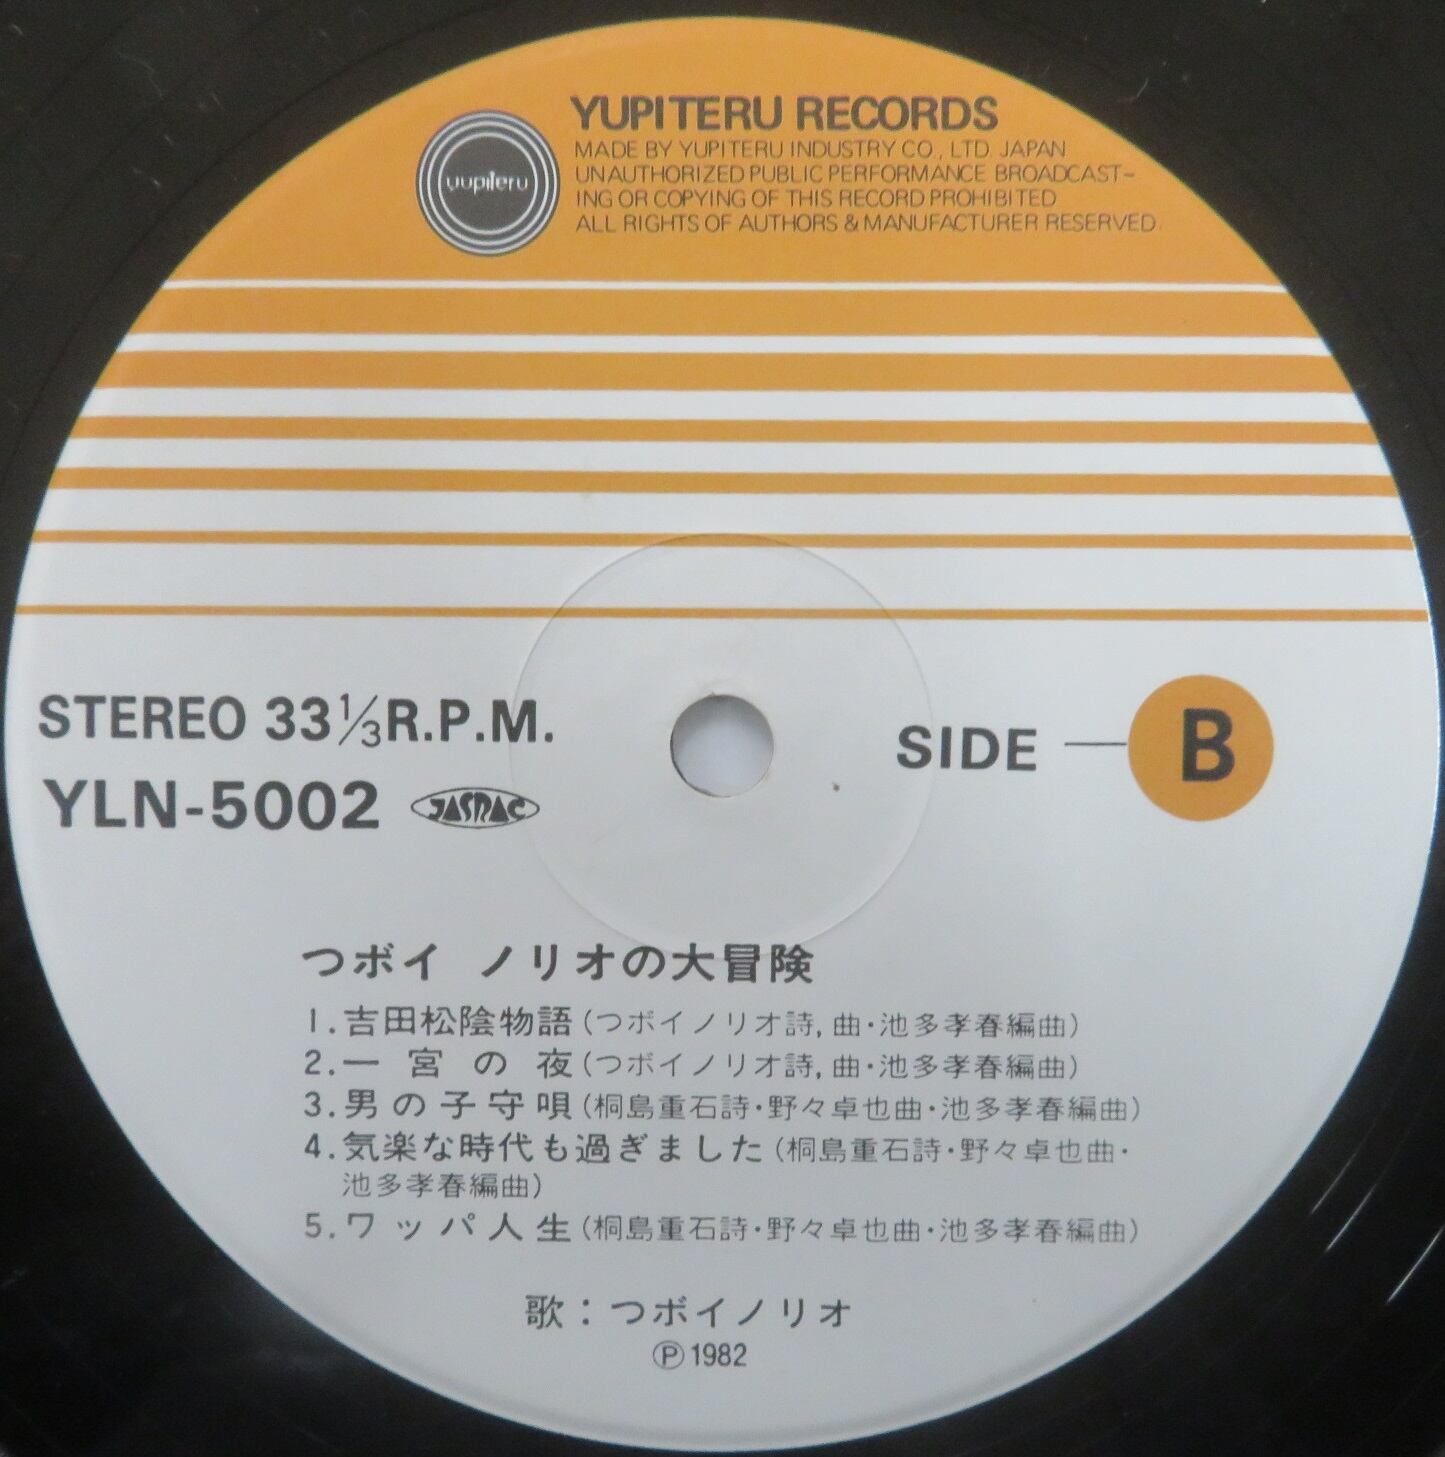 YUPITERU RECORDS
yupiteru
MADE BY YUPITERU INDUSTRY CO., LTD. JAPAN
UNAUTHORIZED PUBLIC PERFORMANCE BROADCAST-
ING OR COPYING OF THIS RECORD PROHIBITED
ALL RIGHTS OF AUTHORS & MANUFACTURER RESERVED.
STEREO 33 1/3 R.P.M.
SIDE — B
YLN-5002 JASRAC
つボイ ノリオの大冒険
1.吉田松陰物語(つボイノリオ詩,曲・池多孝春編曲)
2.一宮の夜(つボイノリオ詩,曲・池多孝春編曲)
3.男の子守唄(桐島重石詩・野々卓也曲・池多孝春編曲)
4.気楽な時代も過ぎました(桐島重石詩・野々卓也曲・
池多孝春編曲)
5.ワッパ人生(桐島重石詩・野々卓也曲・池多孝春編曲)
歌：つボイノリオ
Ⓟ1982